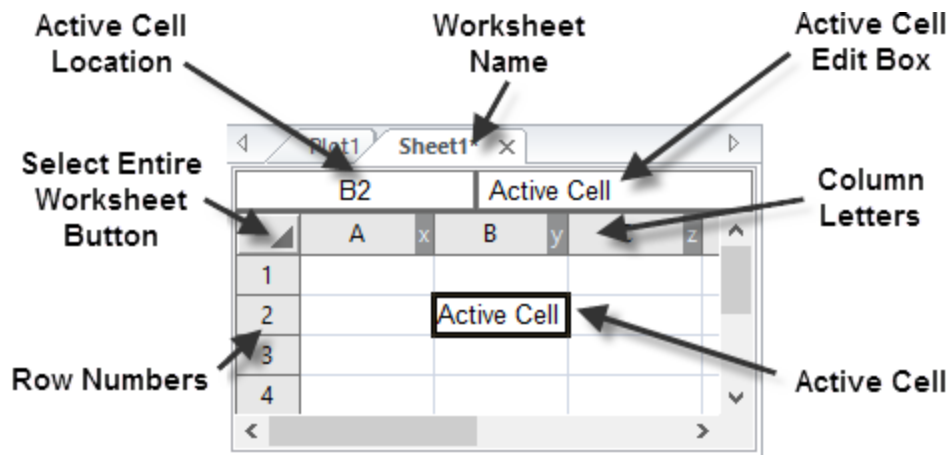 Active Cell
Location
Worksheet
Name
Active Cell
Edit Box
Plot1
Sheet1*
Select Entire
Worksheet
Button
B2
Active Cell
Column
Letters
A x B y z
1
2 Active Cell
3
4
Row Numbers
Active Cell